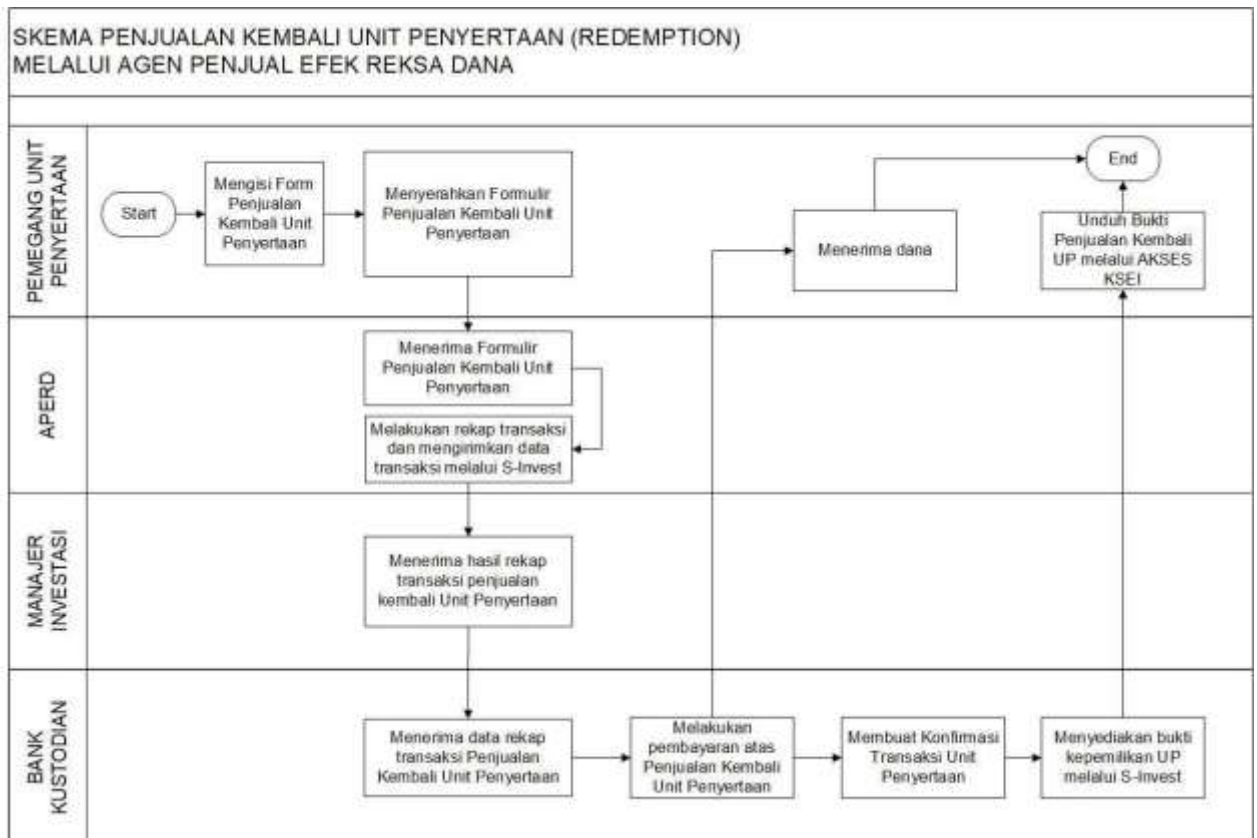 SKEMA PENJUALAN KEMBALI UNIT PENYERTAAN (REDEMPTION)
MELALUI AGEN PENJUAL EFEK REKSA DANA
PEMEGANG UNIT
PENYERTAAN
Start
Mengisi Form
Penjualan
Kembali Unit
Penyertaan
Menyerahkan Formulir
Penjualan Kembali Unit
Penyertaan
Menerima dana
End
Unduh Bukti
Penjualan Kembali
UP melalui AKSES
KSEI
APERD
Menerima Formulir
Penjualan Kembali Unit
Penyertaan
Melakukan rekap transaksi
dan mengirimkan data
transaksi melalui S-Invest
MANAJER
INVESTASI
Menerima hasil rekap
transaksi penjualan
kembali Unit Penyertaan
BANK
KUSTODIAN
Menerima data rekap
transaksi Penjualan
Kembali Unit Penyertaan
Melakukan
pembayaran atas
Penjualan Kembali
Unit Penyertaan
Membuat Konfirmasi
Transaksi Unit
Penyertaan
Menyediakan bukti
kepemilikan UP
melalui S-Invest